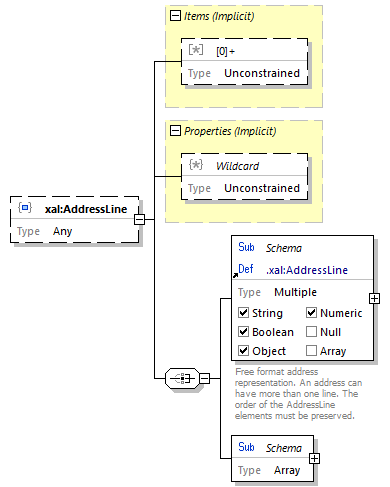 Items (Implicit)
[*] [0]+
Type Unconstrained
Properties (Implicit)
{*} Wildcard
Type Unconstrained
xal:AddressLine
Type Any
Sub Schema
Def .xal:AddressLine
Type Multiple
String Numeric
Boolean Null
Object Array
Free format address
representation. An address can
have more than one line. The
order of the AddressLine
elements must be preserved.
Sub Schema
Type Array